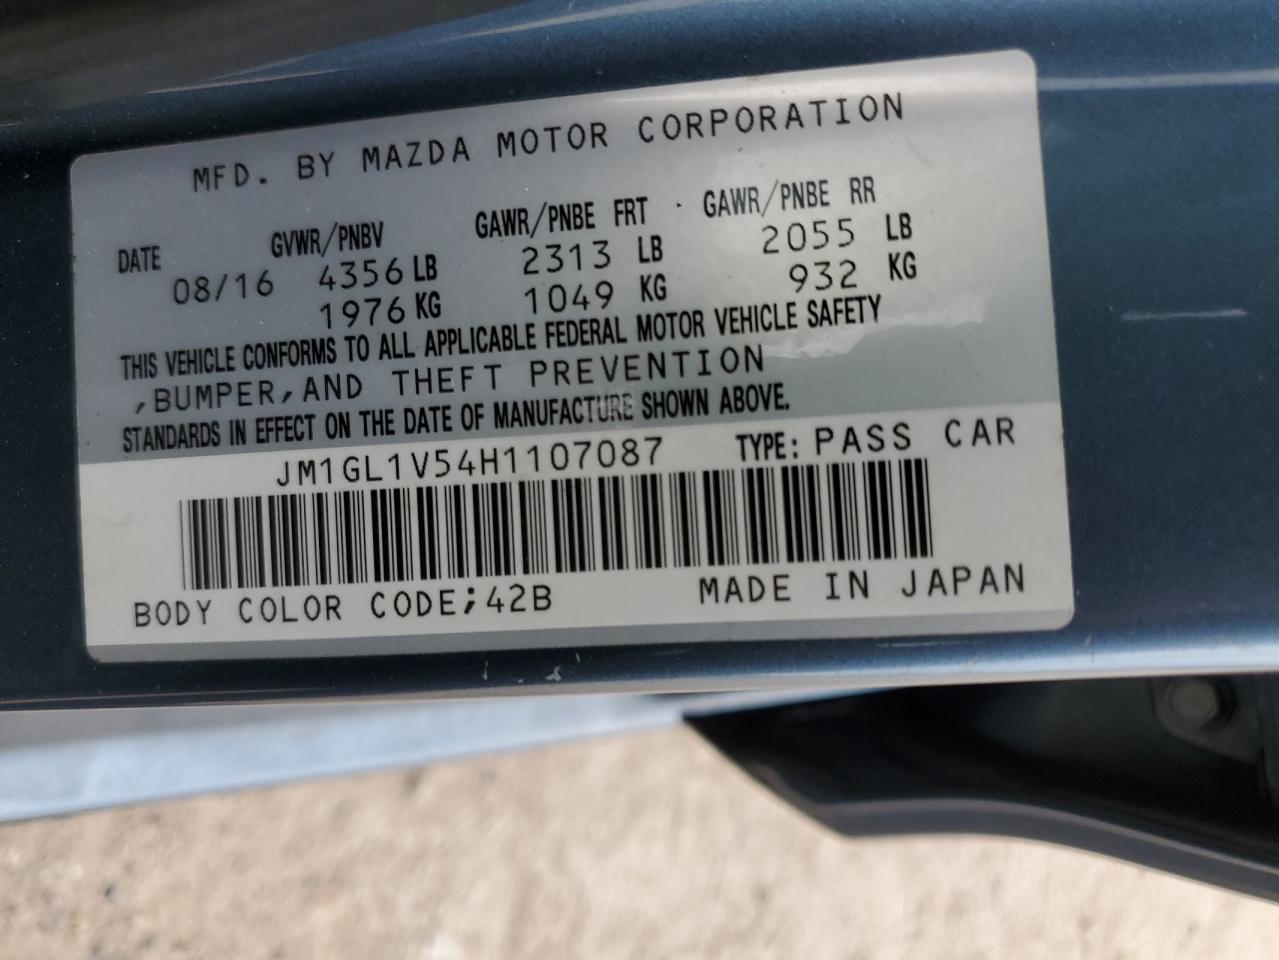 MFD. BY MAZDA MOTOR CORPORATION
DATE GVWR/PNBV GAWR/PNBE FRT GAWR/PNBE RR
08/16 4356 LB 2313 LB 2055 LB
1976 KG 1049 KG 932 KG
THIS VEHICLE CONFORMS TO ALL APPLICABLE FEDERAL MOTOR VEHICLE SAFETY
,BUMPER,AND THEFT PREVENTION
STANDARDS IN EFFECT ON THE DATE OF MANUFACTURE SHOWN ABOVE.
JM1GL1V54H1107087 TYPE: PASS CAR
BODY COLOR CODE;42B MADE IN JAPAN